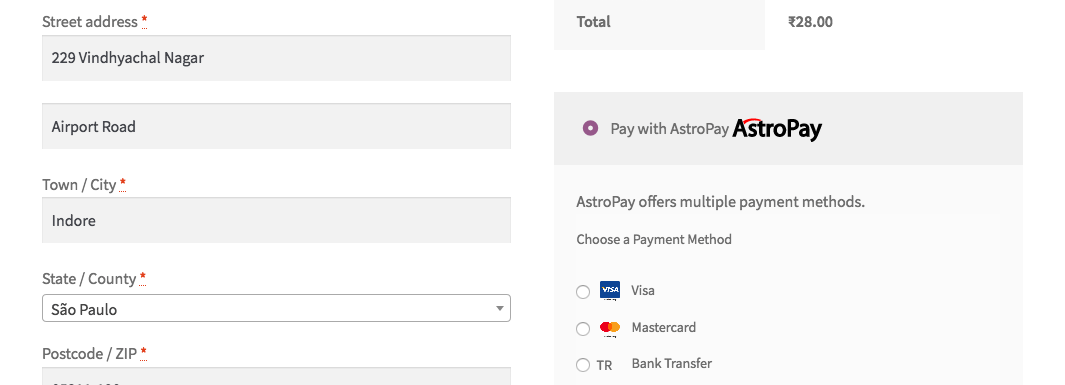 Street address *
229 Vindhyachal Nagar
Airport Road
Town / City *
Indore
State / County *
São Paulo
Postcode / ZIP *
Total ₹28.00
Pay with AstroPay AstroPay
AstroPay offers multiple payment methods.
Choose a Payment Method
VISA Visa
Mastercard
TR Bank Transfer